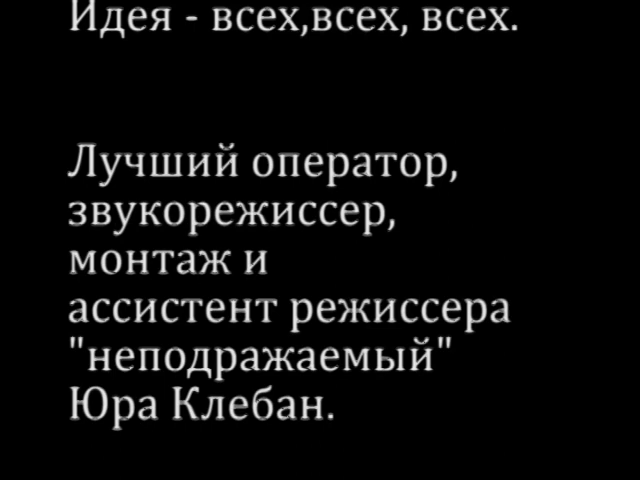 Идея - всех,всех, всех.
Лучший оператор,
звукорежиссер,
монтаж и
ассистент режиссера
"неподражаемый"
Юра Клебан.